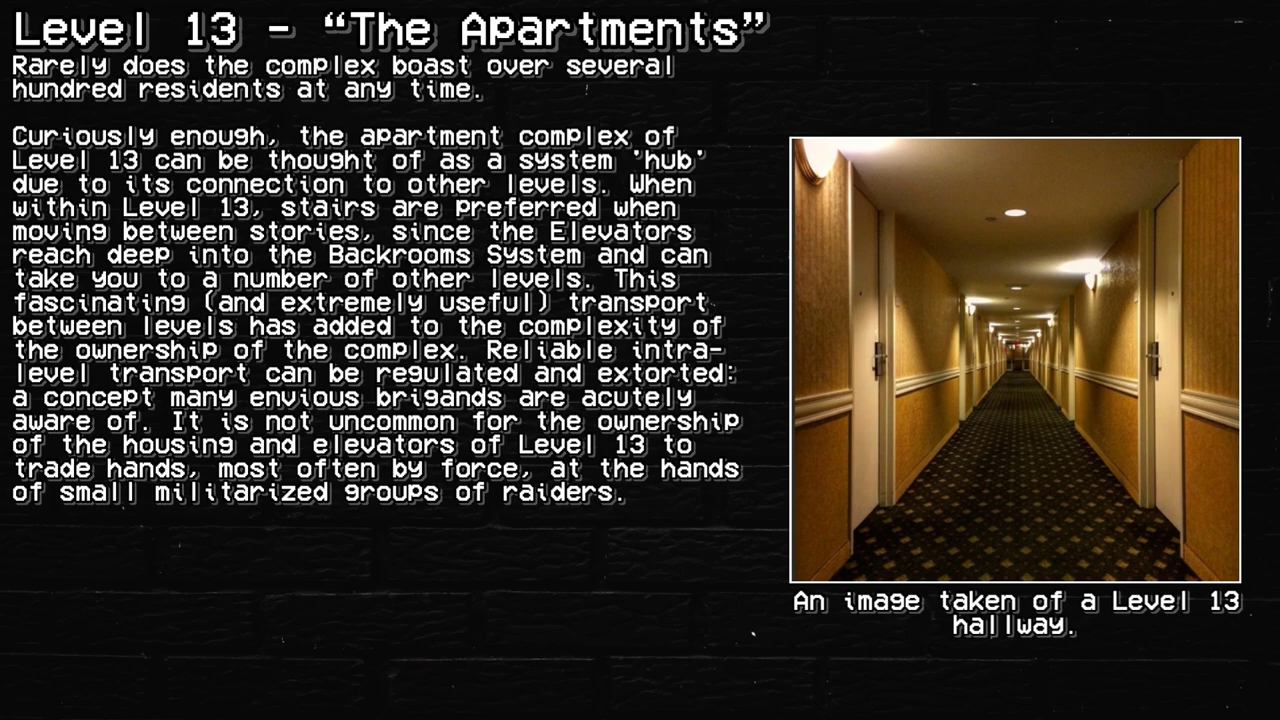 Level 13 - “The Apartments”
Rarely does the complex boast over several
hundred residents at any time.
Curiously enough, the apartment complex of
Level 13 can be thought of as a system 'hub'
due to its connection to other levels. When
within Level 13, stairs are preferred when
moving between stories, since the Elevators
reach deep into the Backrooms System and can
take you to a number of other levels. This
fascinating (and extremely useful) transport
between levels has added to the complexity of
the ownership of the complex. Reliable intra-
level transport can be regulated and extorted:
a concept many envious brigands are acutely
aware of. It is not uncommon for the ownership
of the housing and elevators of Level 13 to
trade hands, most often by force, at the hands
of small militarized groups of raiders.
An image taken of a Level 13
hallway.